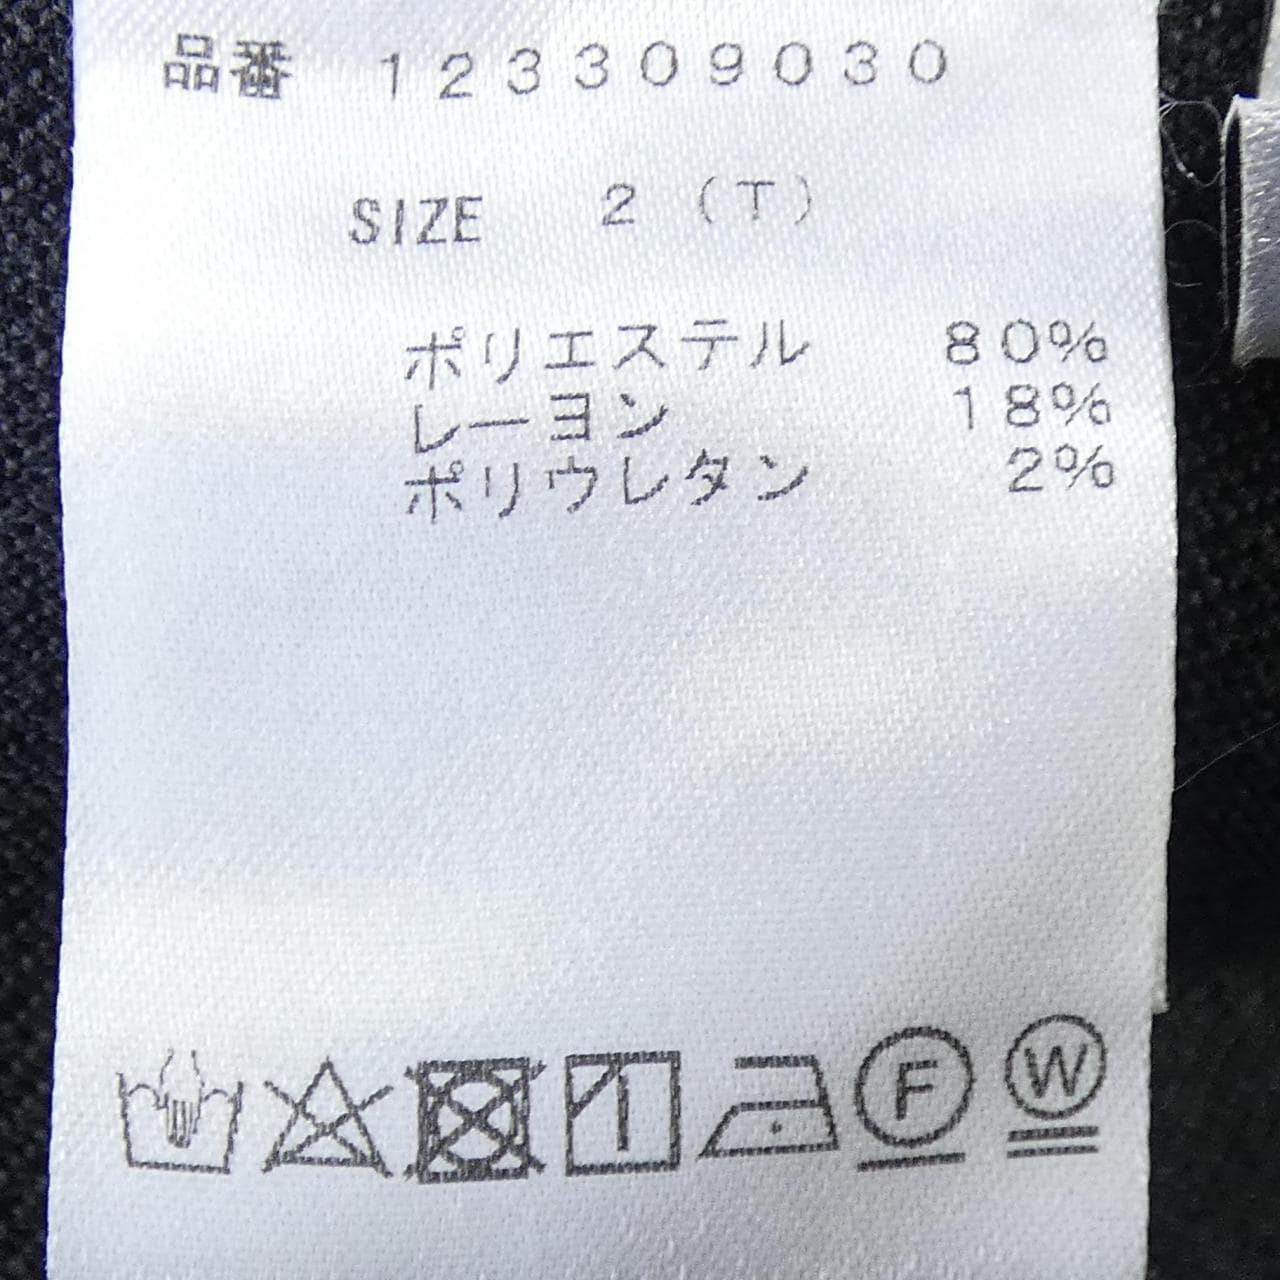 品番 123309030
SIZE 2 (T)
ポリエステル 80%
レーヨン 18%
ポリウレタン 2%
F W